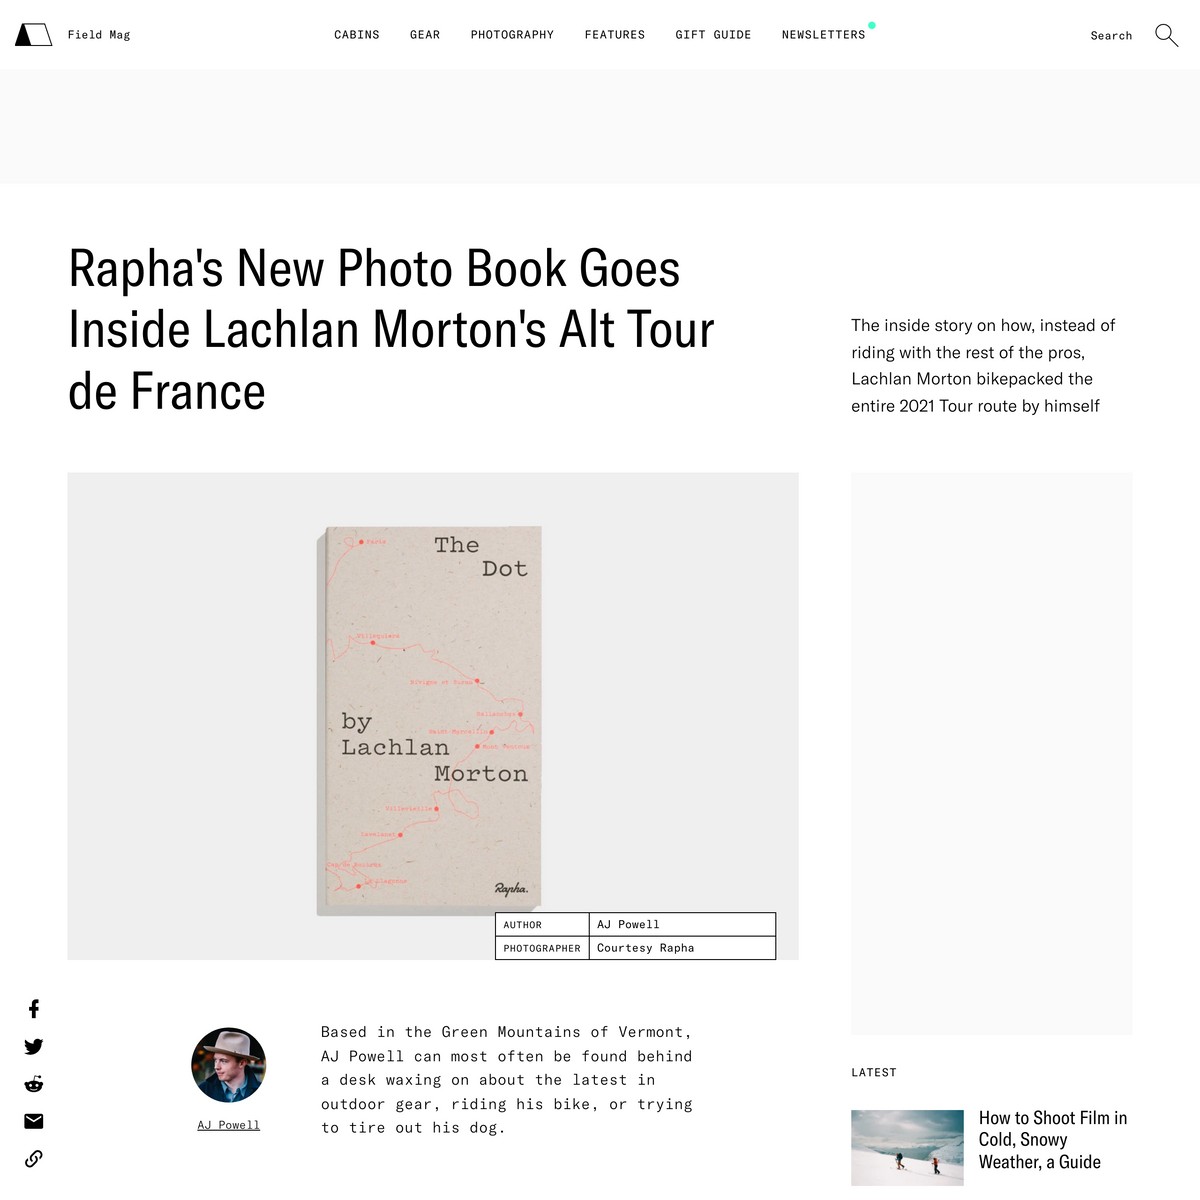 Field Mag
CABINS
GEAR
PHOTOGRAPHY
FEATURES
GIFT GUIDE
NEWSLETTERS
Search
Rapha's New Photo Book Goes
Inside Lachlan Morton's Alt Tour
de France
The inside story on how, instead of
riding with the rest of the pros,
Lachlan Morton bikepacked the
entire 2021 Tour route by himself
The
Dot
by
Lachlan
Morton
Rapha.
AUTHOR
AJ Powell
PHOTOGRAPHER
Courtesy Rapha
AJ Powell
Based in the Green Mountains of Vermont,
AJ Powell can most often be found behind
a desk waxing on about the latest in
outdoor gear, riding his bike, or trying
to tire out his dog.
LATEST
How to Shoot Film in
Cold, Snowy
Weather, a Guide